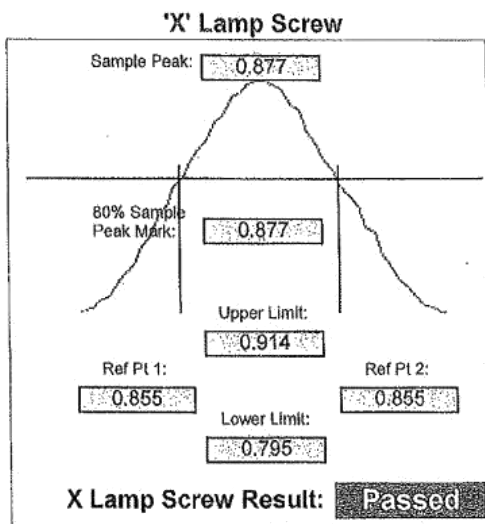 'X' Lamp Screw
Sample Peak: 0.877
80% Sample
Peak Mark: 0.877
Upper Limit:
0.914
Ref Pt 1: Ref Pt 2:
0.855 0.855
Lower Limit:
0.795
X Lamp Screw Result: Passed